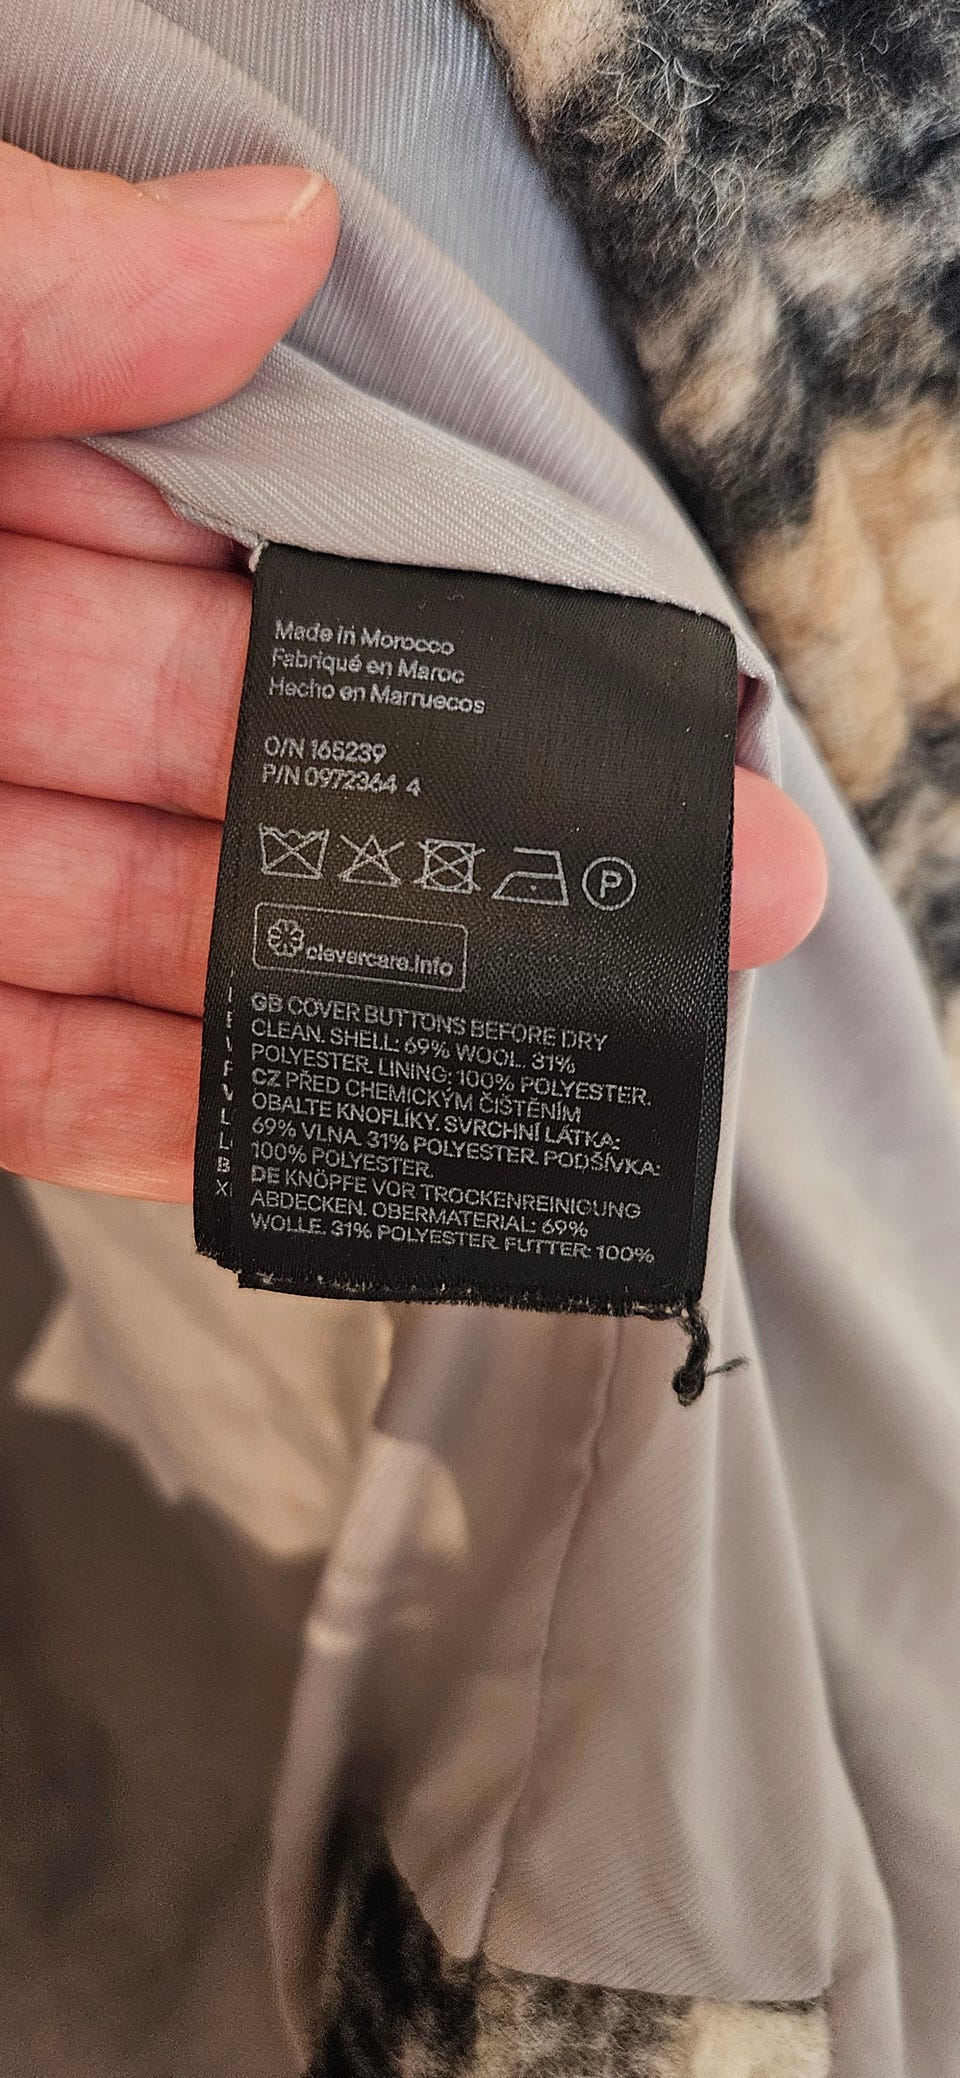 Made in Morocco
Fabriqué en Maroc
Hecho en Marruecos
O/N 165239
P/N 0972364 4
P
clevercare.info
GB COVER BUTTONS BEFORE DRY
CLEAN. SHELL: 69% WOOL. 31%
POLYESTER. LINING: 100% POLYESTER.
CZ PŘED CHEMICKÝM ČIŠTĚNÍM
OBALTE KNOFLÍKY. SVRCHNÍ LÁTKA:
69% VLNA. 31% POLYESTER. PODŠÍVKA:
100% POLYESTER.
DE KNÖPFE VOR TROCKENREINIGUNG
ABDECKEN. OBERMATERIAL: 69%
WOLLE. 31% POLYESTER. FUTTER: 100%